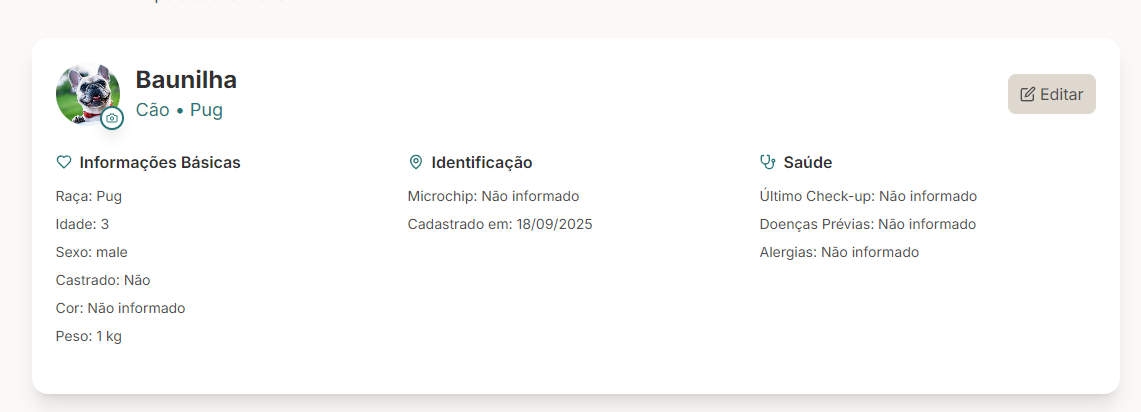 Baunilha
Cão • Pug
Editar
Informações Básicas
Raça: Pug
Idade: 3
Sexo: male
Castrado: Não
Cor: Não informado
Peso: 1 kg
Identificação
Microchip: Não informado
Cadastrado em: 18/09/2025
Saúde
Último Check-up: Não informado
Doenças Prévias: Não informado
Alergias: Não informado